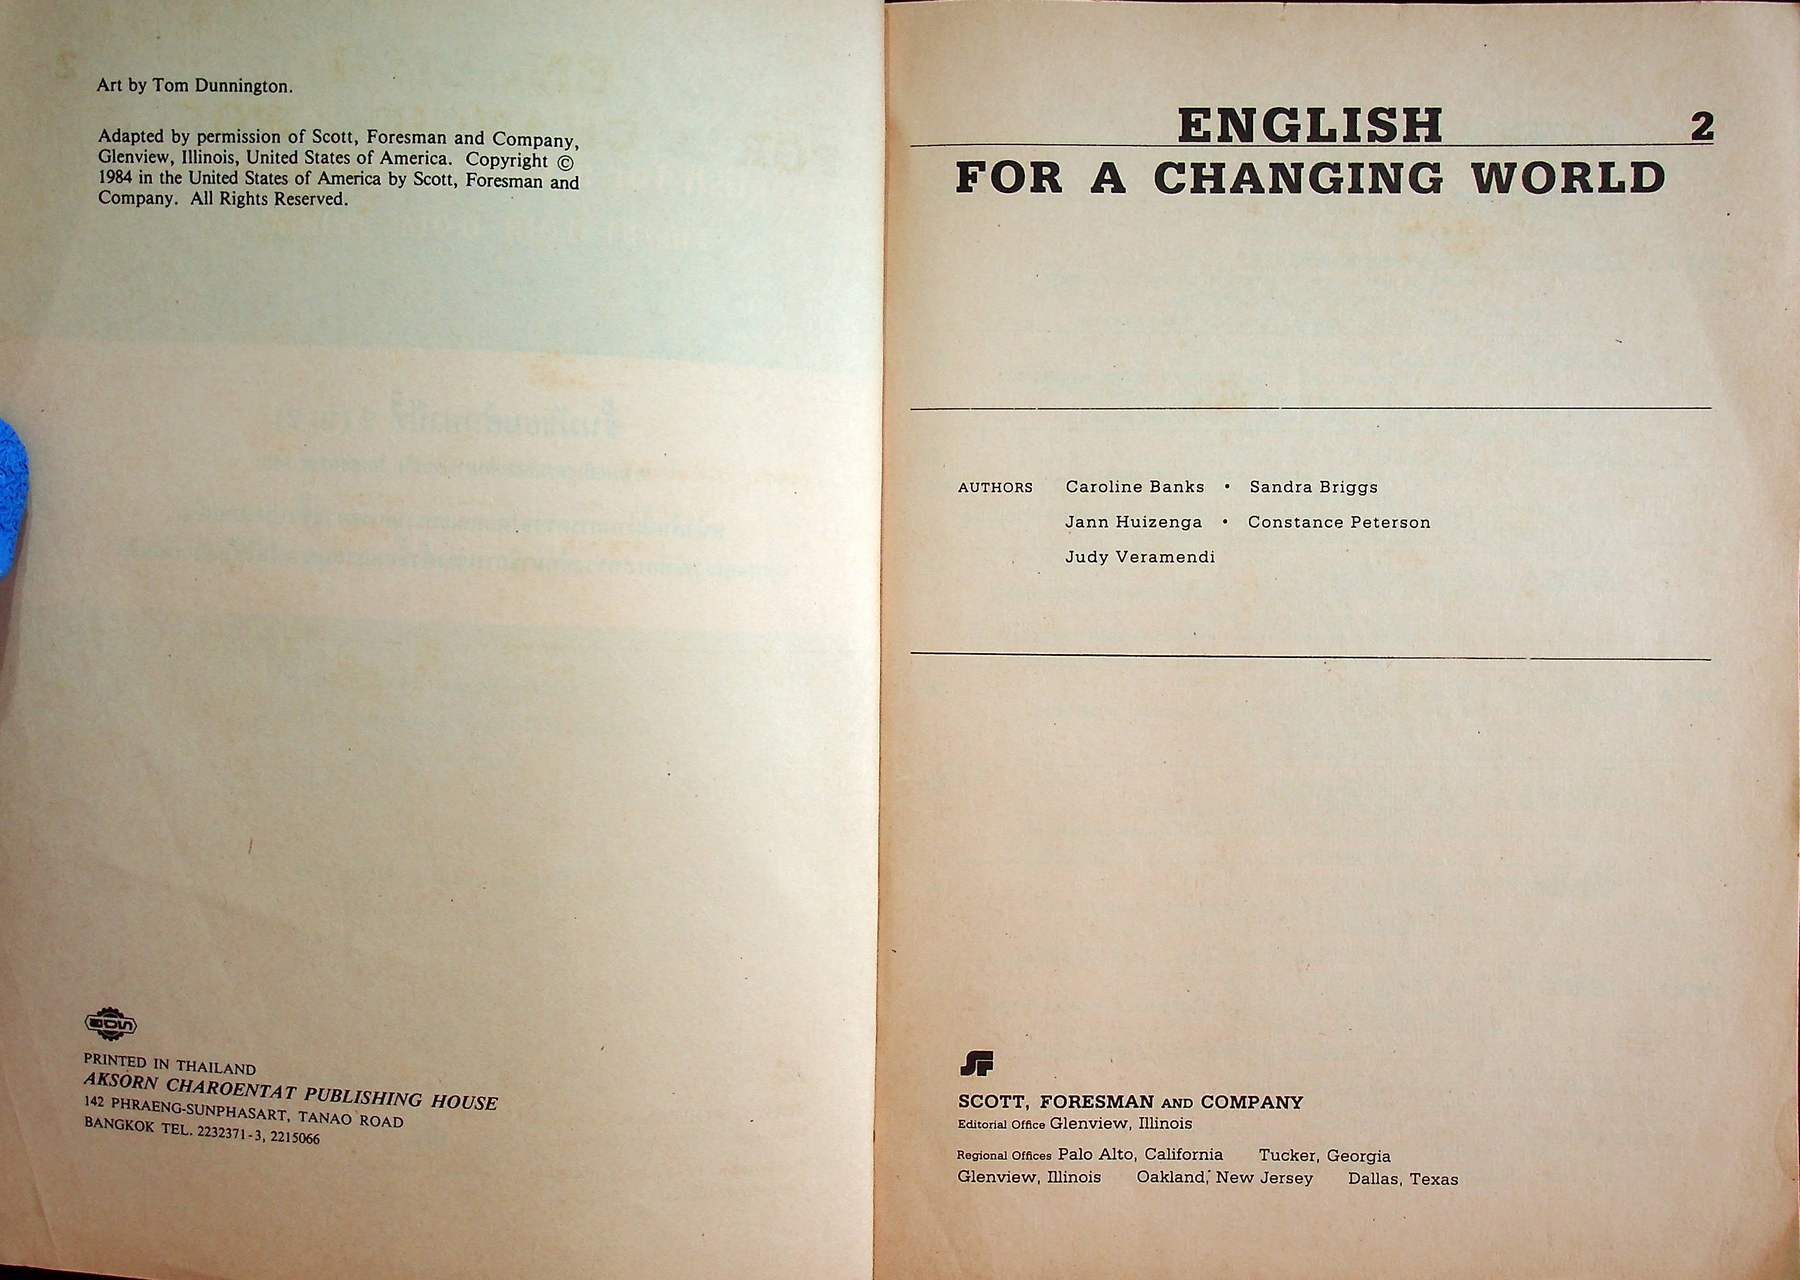 Art by Tom Dunnington.
Adapted by permission of Scott, Foresman and Company,
Glenview, Illinois, United States of America. Copyright ©
1984 in the United States of America by Scott, Foresman and
Company. All Rights Reserved.
PRINTED IN THAILAND
AKSORN CHAROENTAT PUBLISHING HOUSE
142 PHRAENG-SUNPHASART, TANAO ROAD
BANGKOK TEL. 2232371-3, 2215066
ENGLISH 2
FOR A CHANGING WORLD
AUTHORS Caroline Banks • Sandra Briggs
Jann Huizenga • Constance Peterson
Judy Veramendi
SF
SCOTT, FORESMAN AND COMPANY
Editorial Office Glenview, Illinois
Regional Offices Palo Alto, California Tucker, Georgia
Glenview, Illinois Oakland, New Jersey Dallas, Texas